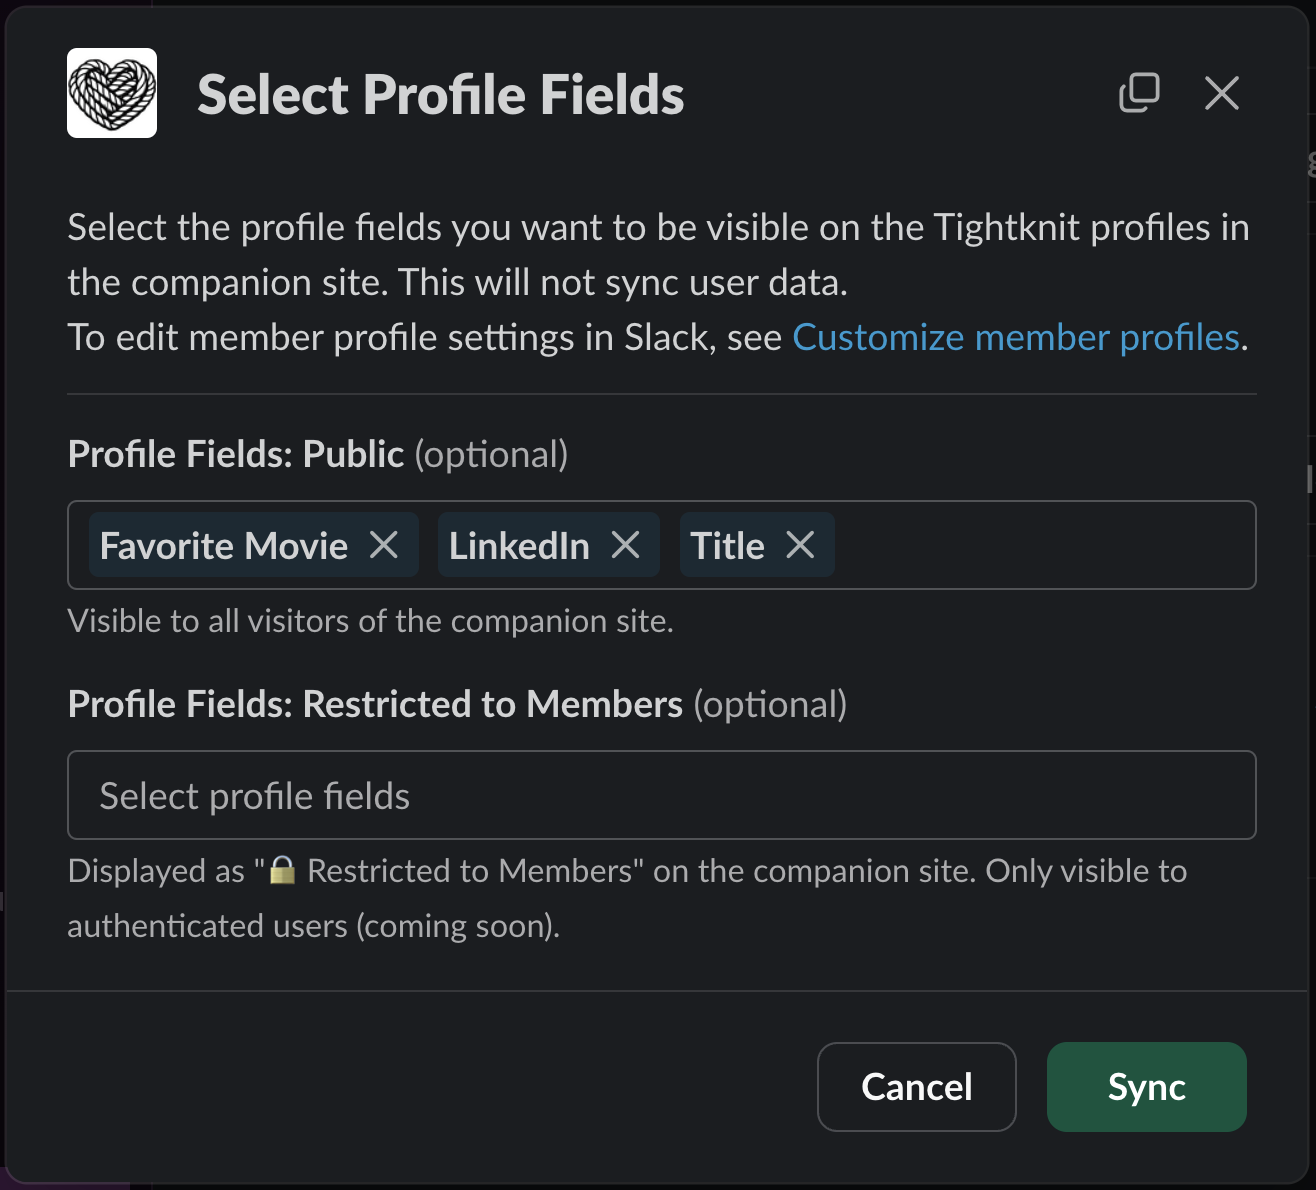 Select Profile Fields
Select the profile fields you want to be visible on the Tightknit profiles in
the companion site. This will not sync user data.
To edit member profile settings in Slack, see Customize member profiles.
Profile Fields: Public (optional)
Favorite Movie LinkedIn Title
Visible to all visitors of the companion site.
Profile Fields: Restricted to Members (optional)
Select profile fields
Displayed as "🔒 Restricted to Members" on the companion site. Only visible to
authenticated users (coming soon).
Cancel Sync